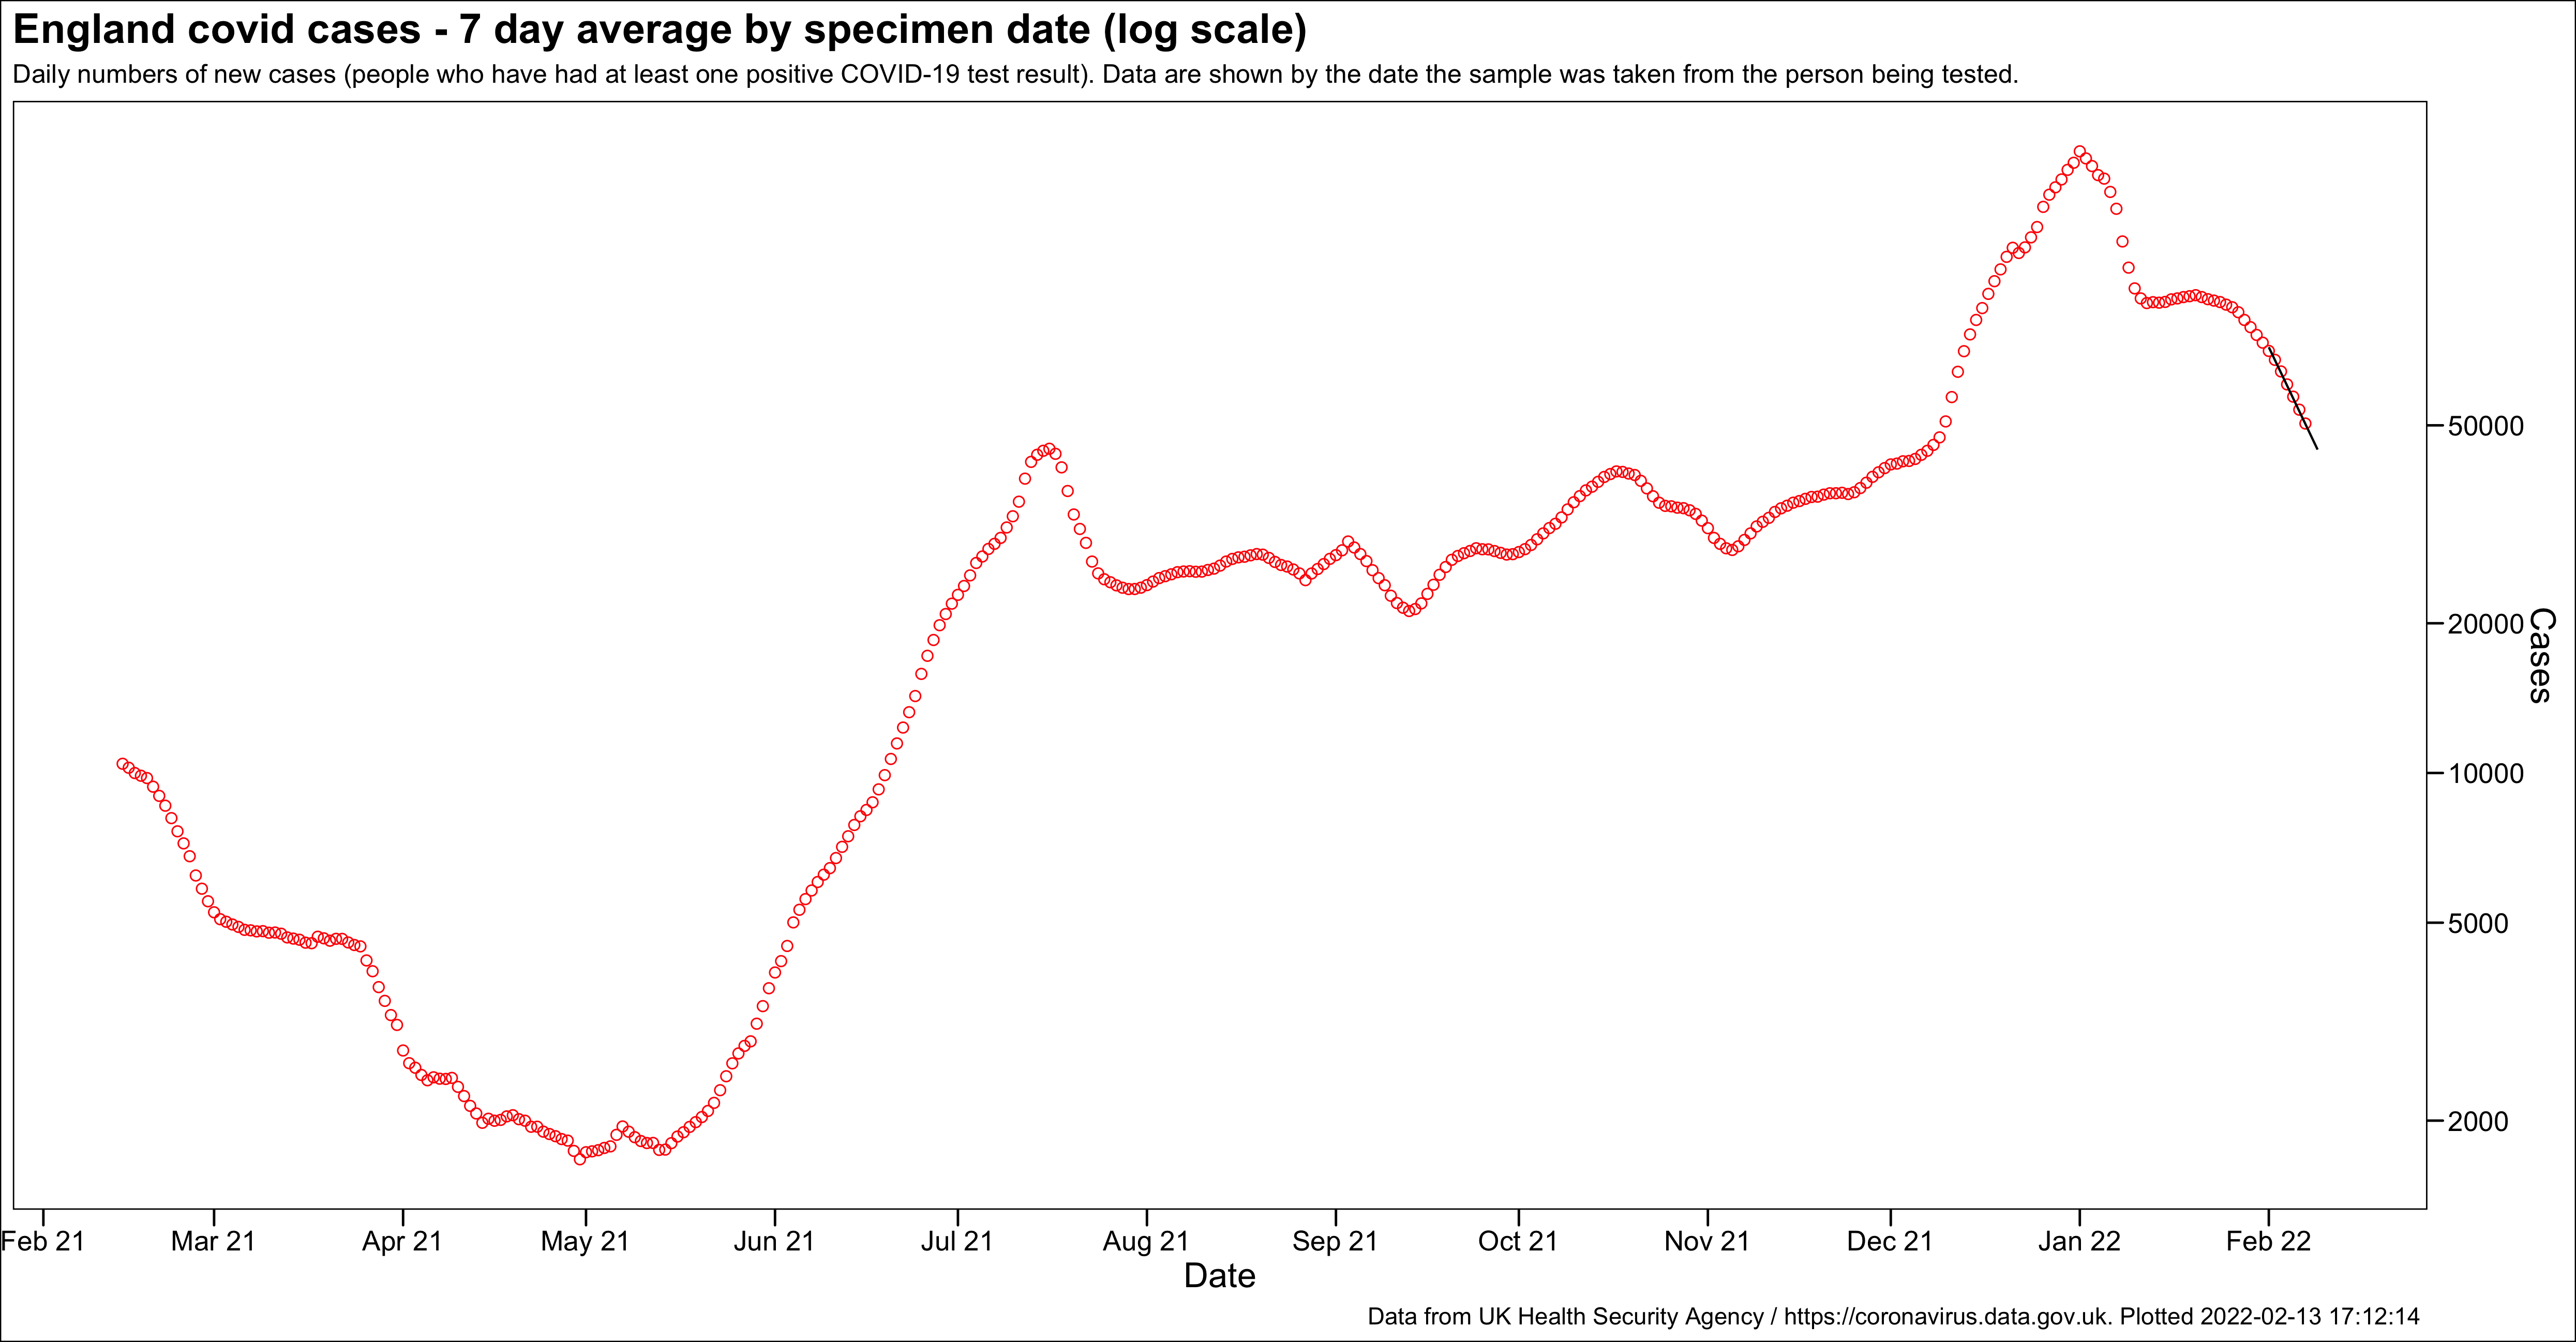 England covid cases - 7 day average by specimen date (log scale)
Daily numbers of new cases (people who have had at least one positive COVID-19 test result). Data are shown by the date the sample was taken from the person being tested.
50000
20000
10000
5000
2000
Cases
Feb 21 Mar 21 Apr 21 May 21 Jun 21 Jul 21 Aug 21 Sep 21 Oct 21 Nov 21 Dec 21 Jan 22 Feb 22
Date
Data from UK Health Security Agency / https://coronavirus.data.gov.uk. Plotted 2022-02-13 17:12:14